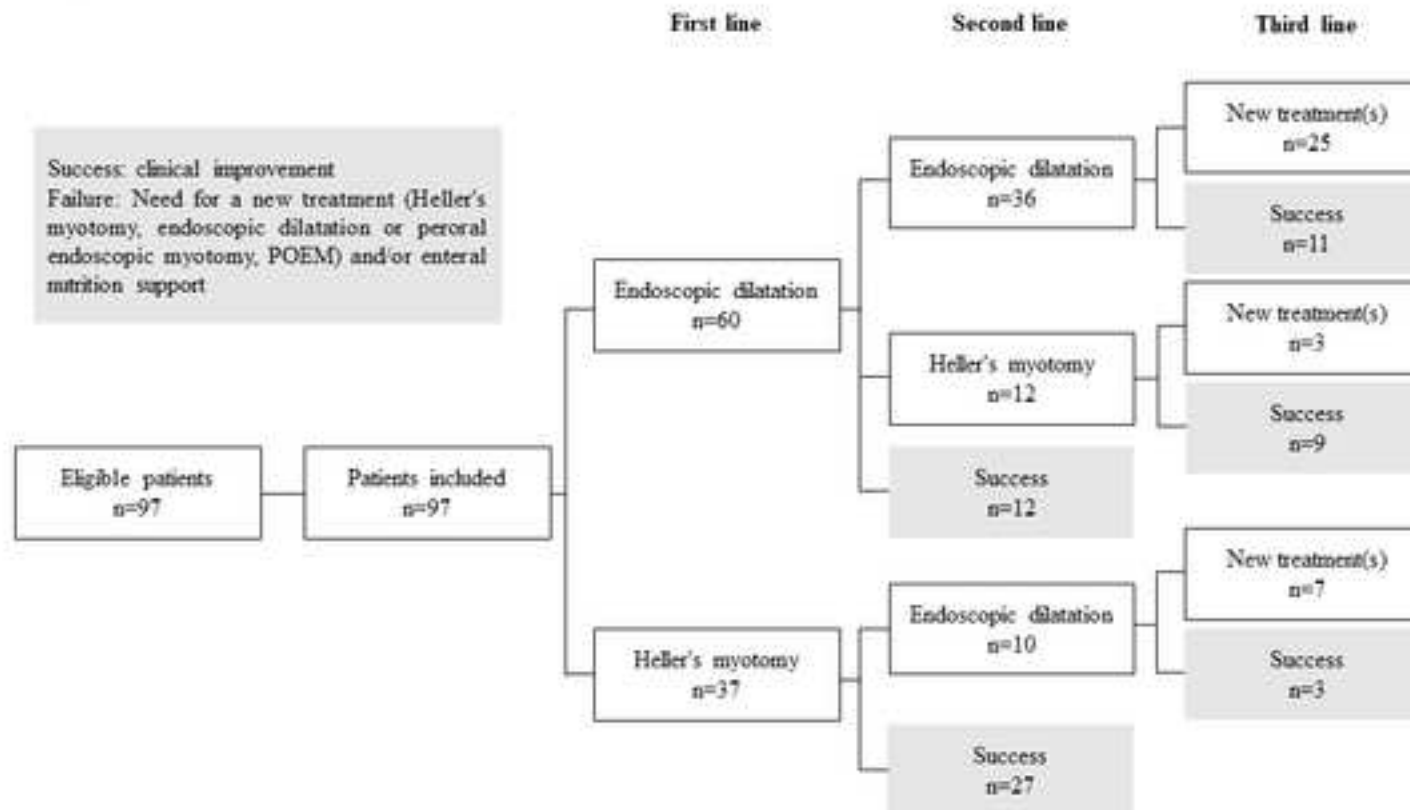 First line
Second line
Third line
Success: clinical improvement
Failure: Need for a new treatment (Heller's
myotomy, endoscopic dilatation or peroral
endoscopic myotomy, POEM) and/or enteral
nutrition support
Eligible patients
n=97
Patients included
n=97
Endoscopic dilatation
n=60
Heller's myotomy
n=37
Endoscopic dilatation
n=36
Heller's myotomy
n=12
Success
n=12
Endoscopic dilatation
n=10
Success
n=27
New treatment(s)
n=25
Success
n=11
New treatment(s)
n=3
Success
n=9
New treatment(s)
n=7
Success
n=3